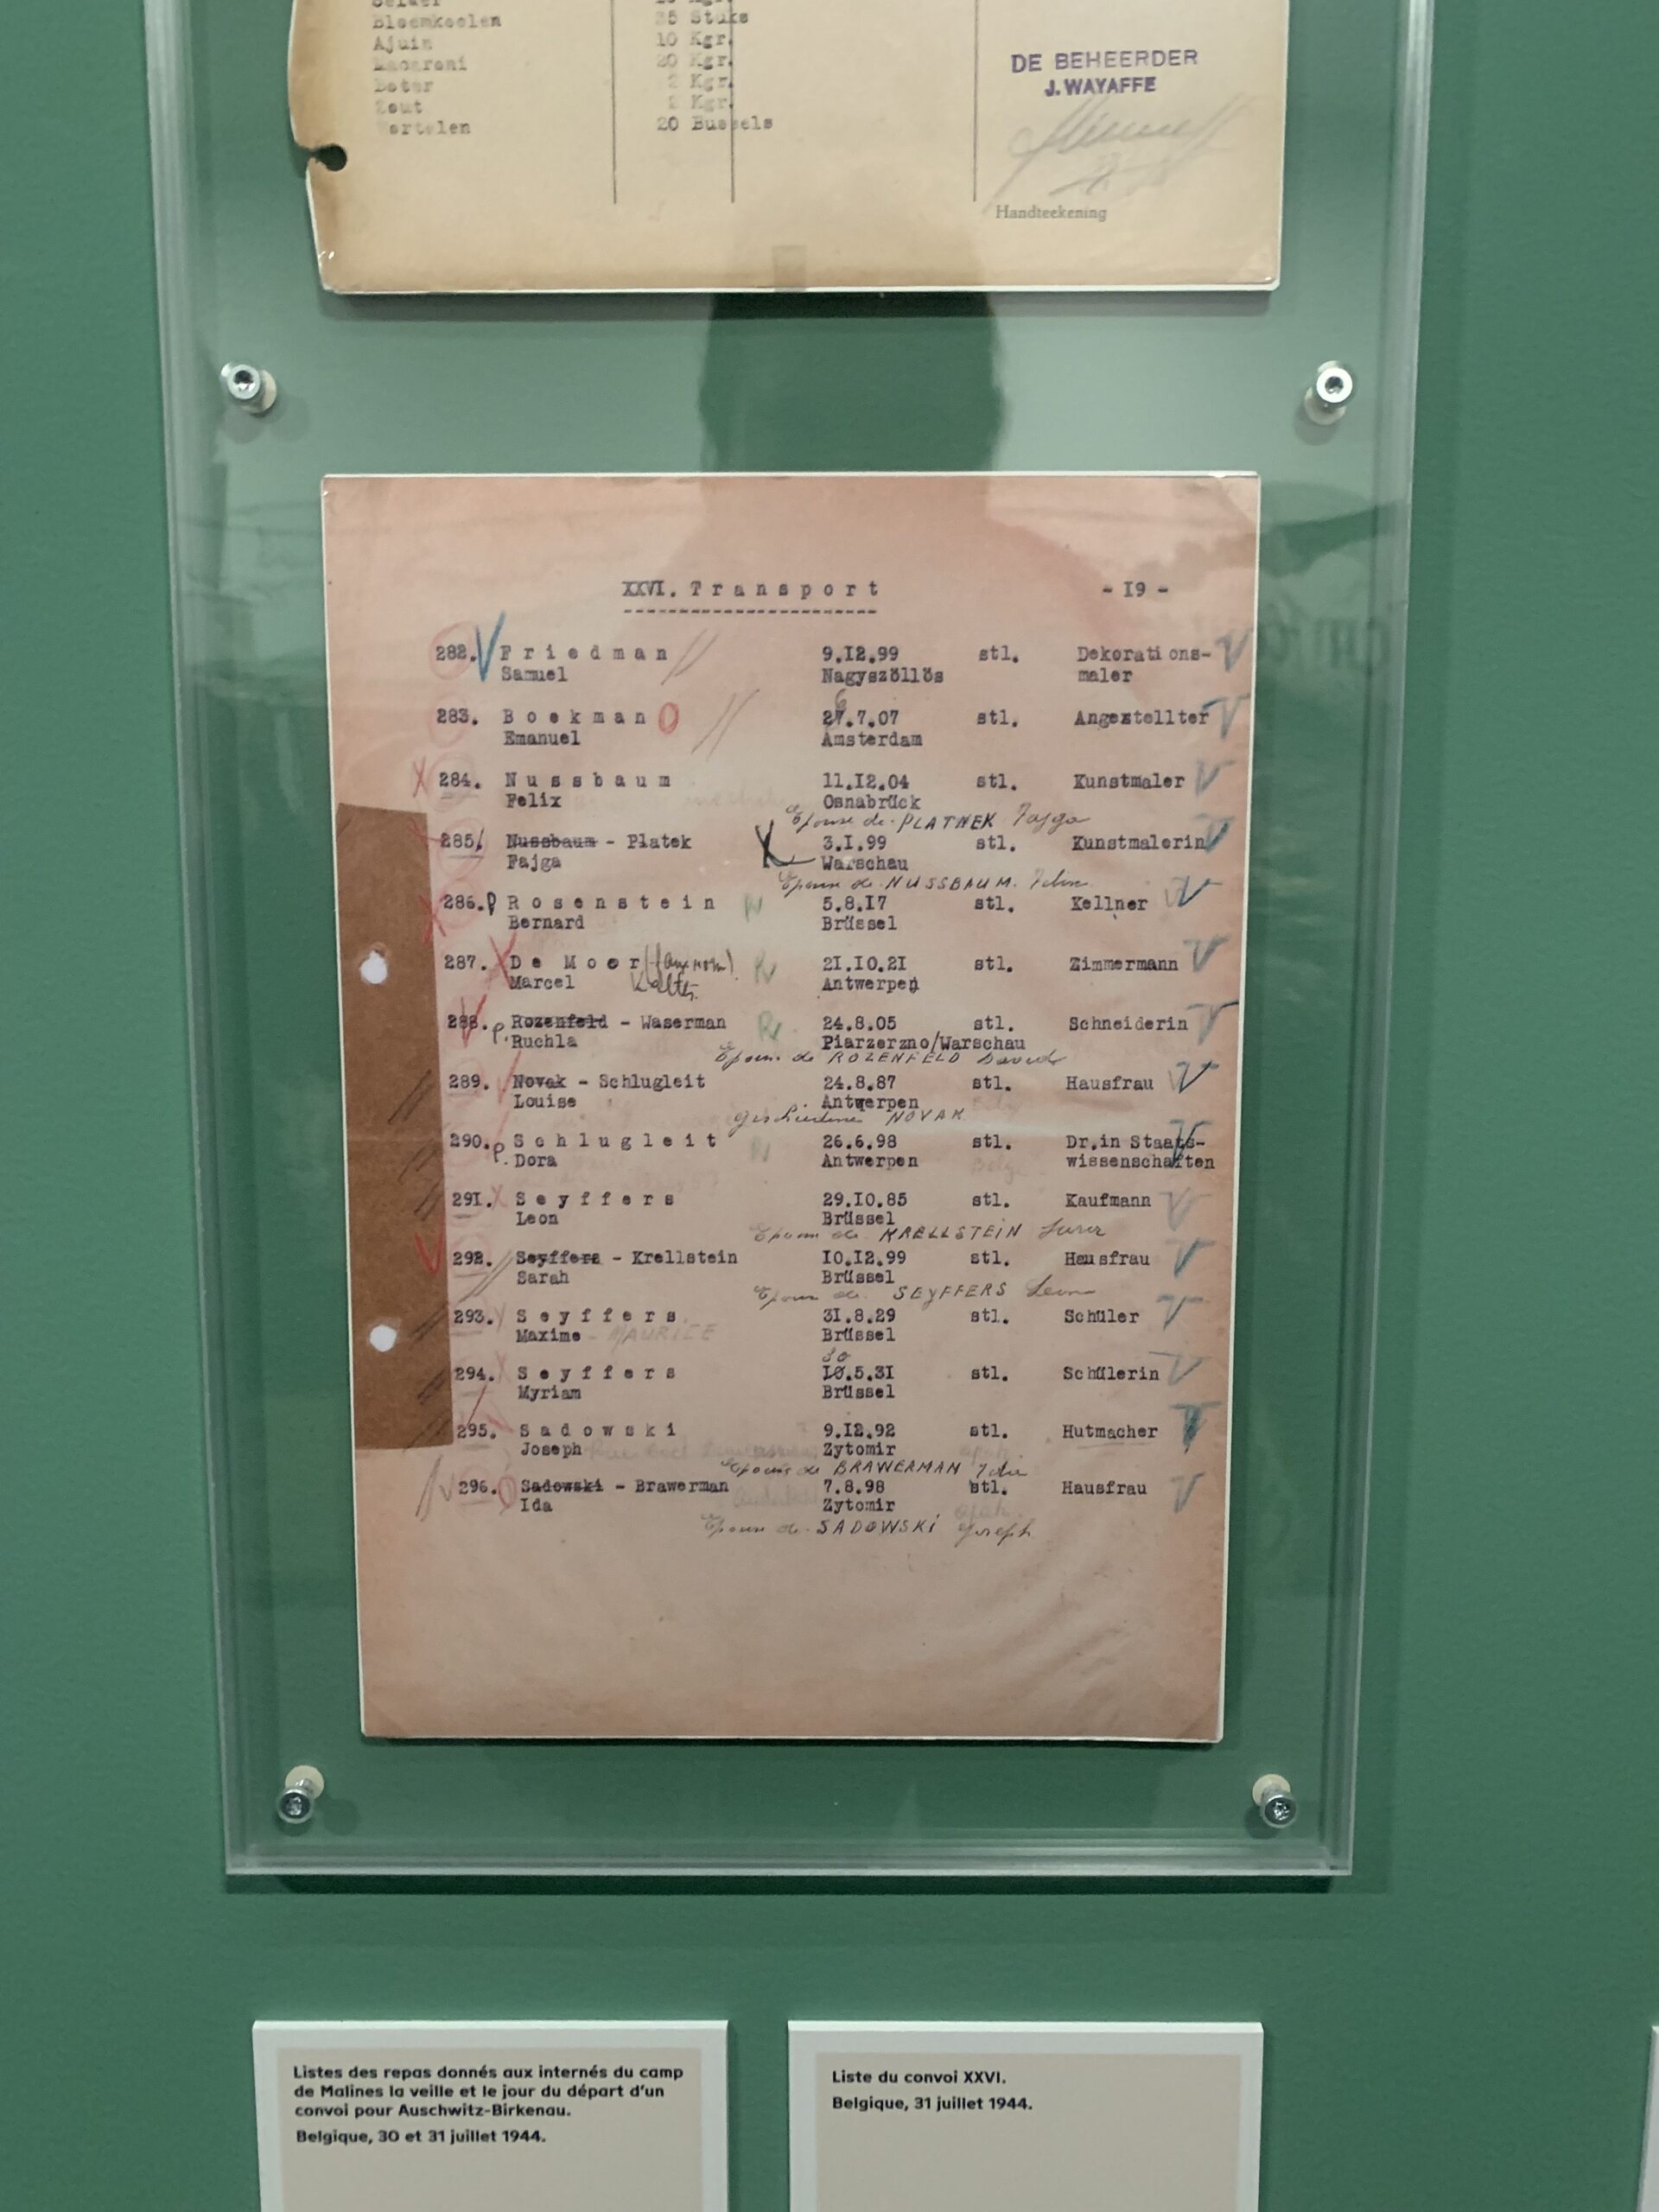 Bloemkoolen 35 Stuks
Ajuin 10 Kgr.
Macaroni 20 Kgr.
Boter 2 Kgr.
Zout 2 Kgr.
Wortelen 20 Bussels
DE BEHEERDER
J. WAYAFFE
Handteekening
XXVI. Transport - I9 -
282. Friedman 9.I2.99 stl. Dekorations-
Samuel Nagyszöllös maler
6
283. Boekman O 27.7.07 stl. Angestellter
Emanuel Amsterdam
284. Nussbaum 11.I2.04 stl. Kunstmaler
Felix Osnabrück
Epouse de PLATNEK Fajga
285. Nussbaum - Platek 3.I.99 stl. Kunstmalerin
Fajga Warschau
Epouse de NUSSBAUM.
286. P Rosenstein 5.8.I7 stl. Kellner
Bernard Brüssel
287. De Moor (faux nom) 2I.I0.2I stl. Zimmermann
Marcel Antwerpen
288. P. Rozenfeld - Waserman 24.8.05 stl. Schneiderin
Ruchla Piarzerzno/Warschau
Epouse de ROZENFELD David
289. Novak - Schlugleit 24.8.87 stl. Hausfrau
Louise Antwerpen
geschiedene NOVAK
290. P. Schlugleit 26.6.98 stl. Dr.in Staats-
Dora Antwerpen wissenschaften
29I. Seyffers 29.I0.85 stl. Kaufmann
Leon Brüssel
Epoux de KRELLSTEIN
292. Seyffers - Krellstein I0.I2.99 stl. Hausfrau
Sarah Brüssel
Epouse de SEYFFERS Leon
293. Seyffers 3I.8.29 stl. Schüler
Maxime - MAURICE Brüssel
30
294. Seyffers I0.5.3I stl. Schülerin
Myriam Brüssel
295. Sadowski 9.I2.92 stl. Hutmacher
Joseph Zytomir
Epoux de BRAWERMAN
296. Sadowski - Brawerman 7.8.98 stl. Hausfrau
Ida Zytomir
Epouse de SADOWSKI Joseph
Listes des repas donnés aux internés du camp
de Malines la veille et le jour du départ d'un
convoi pour Auschwitz-Birkenau.
Belgique, 30 et 31 juillet 1944.
Liste du convoi XXVI.
Belgique, 31 juillet 1944.